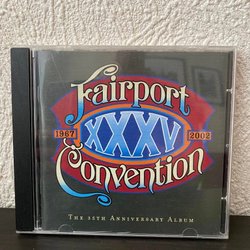 Fairport
1967 XXXV 2002
Convention
THE 35TH ANNIVERSARY ALBUM